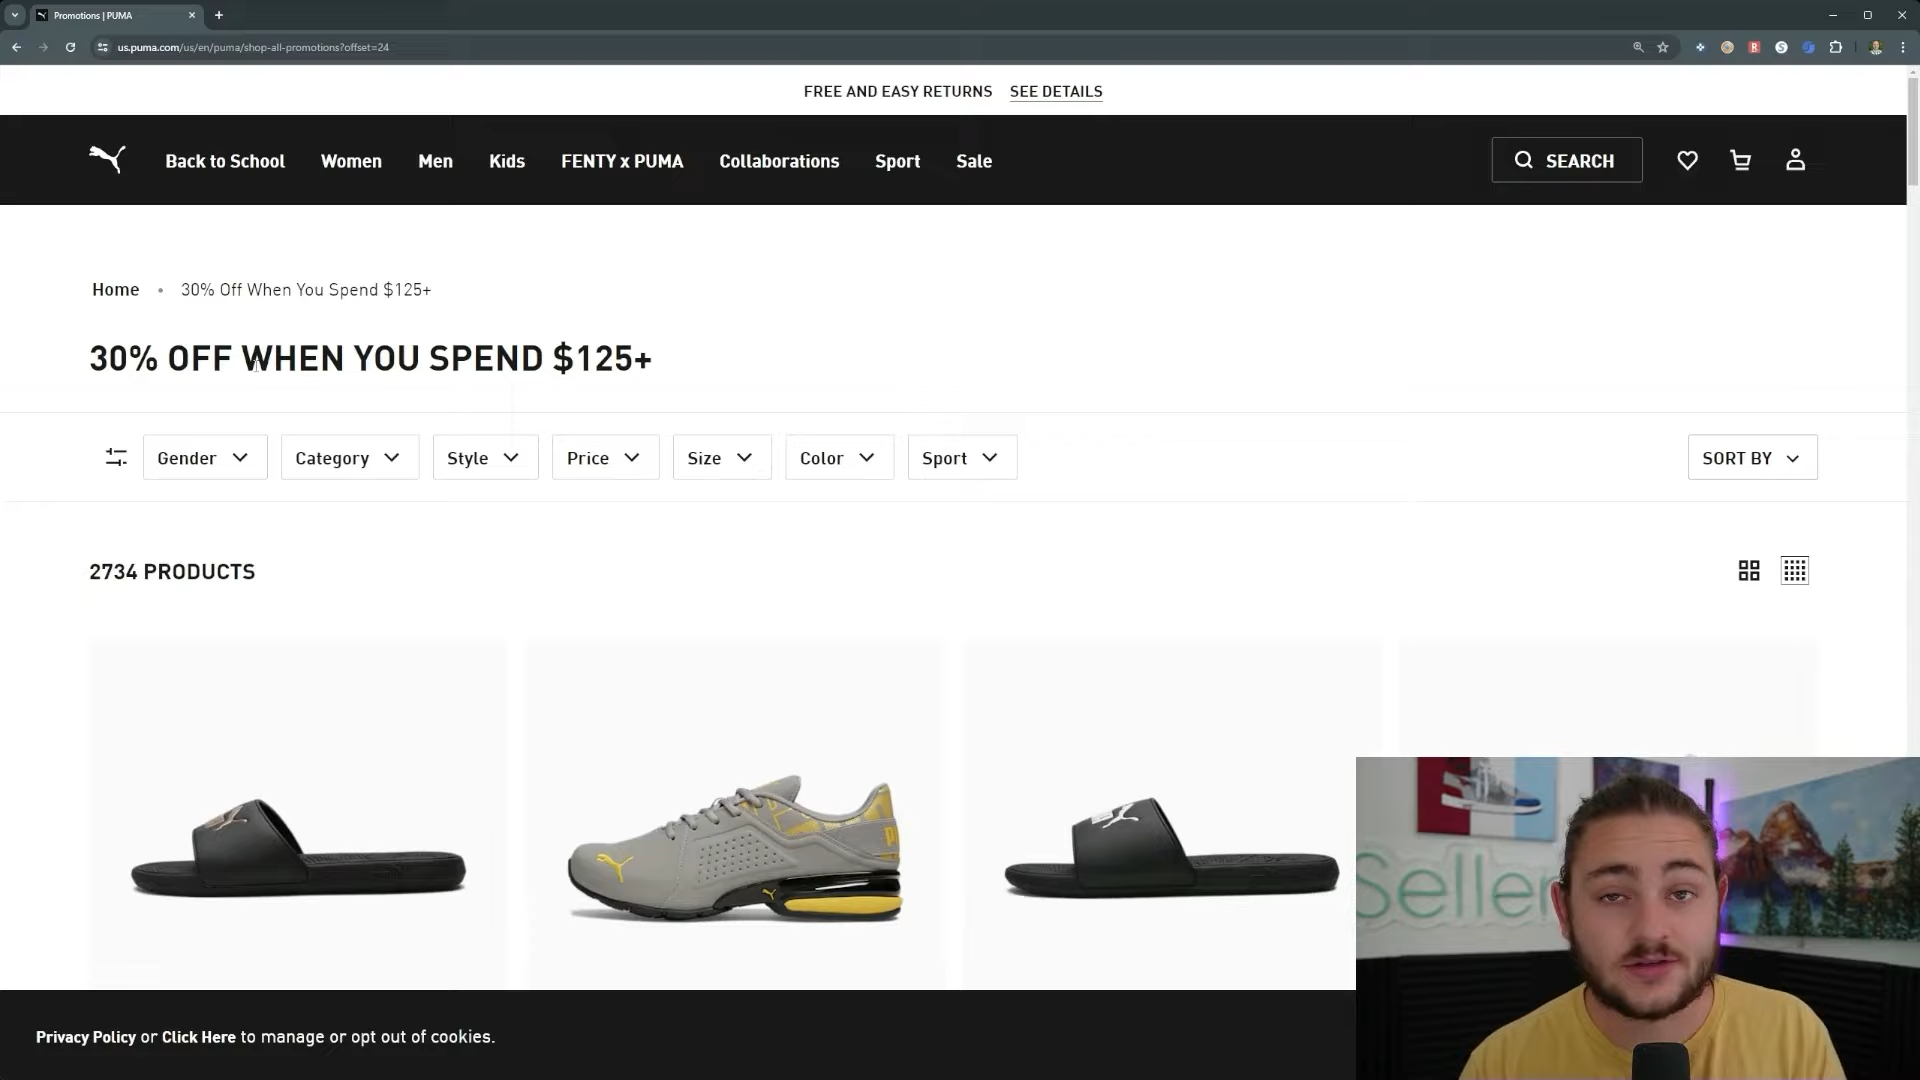 Promotions | PUMA
us.puma.com/us/en/puma/shop-all-promotions?offset=24
FREE AND EASY RETURNS SEE DETAILS
Back to School Women Men Kids FENTY x PUMA Collaborations Sport Sale SEARCH
Home • 30% Off When You Spend $125+
30% OFF WHEN YOU SPEND $125+
Gender Category Style Price Size Color Sport SORT BY
2734 PRODUCTS
Seller
Privacy Policy or Click Here to manage or opt out of cookies.